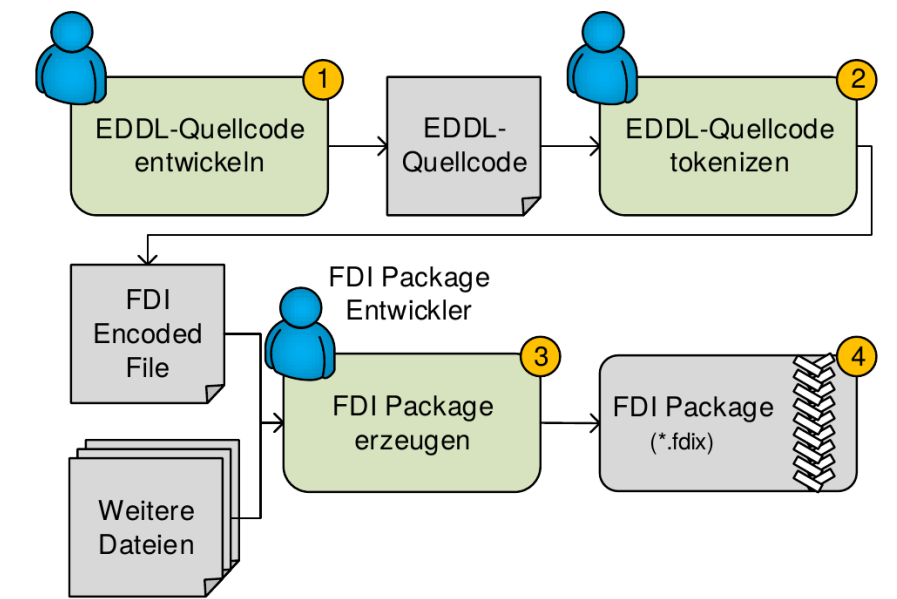 1
EDDL-Quellcode
entwickeln
EDDL-
Quellcode
2
EDDL-Quellcode
tokenizen
FDI
Encoded
File
FDI Package
Entwickler
3
FDI Package
erzeugen
4
FDI Package
(*.fdix)
Weitere
Dateien